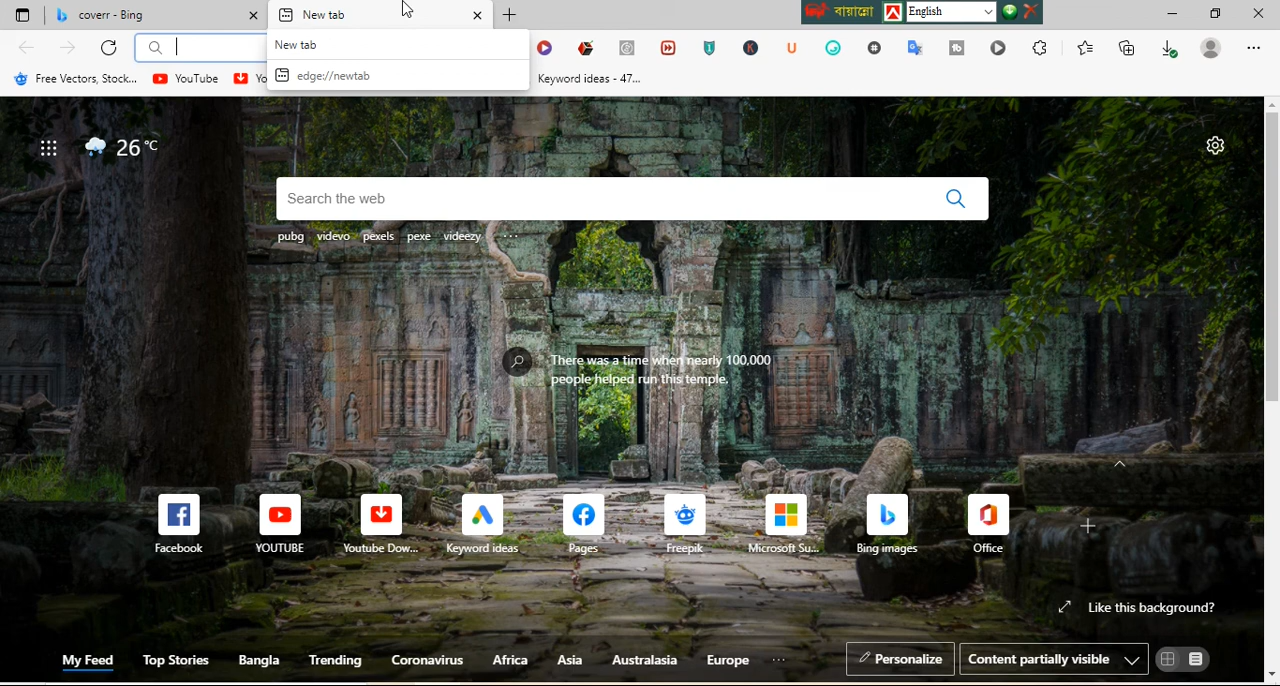 coverr - Bing
New tab
বায়ান্নো
English
New tab
edge://newtab
Free Vectors, Stock...
YouTube
Yo
Keyword ideas - 47...
26 °C
Search the web
pubg videvo pexels pexe videezy ...
There was a time when nearly 100,000
people helped run this temple.
Facebook
YOUTUBE
Youtube Dow...
Keyword ideas
Pages
Freepik
Microsoft Su...
Bing images
Office
Like this background?
My Feed
Top Stories
Bangla
Trending
Coronavirus
Africa
Asia
Australasia
Europe
...
Personalize
Content partially visible